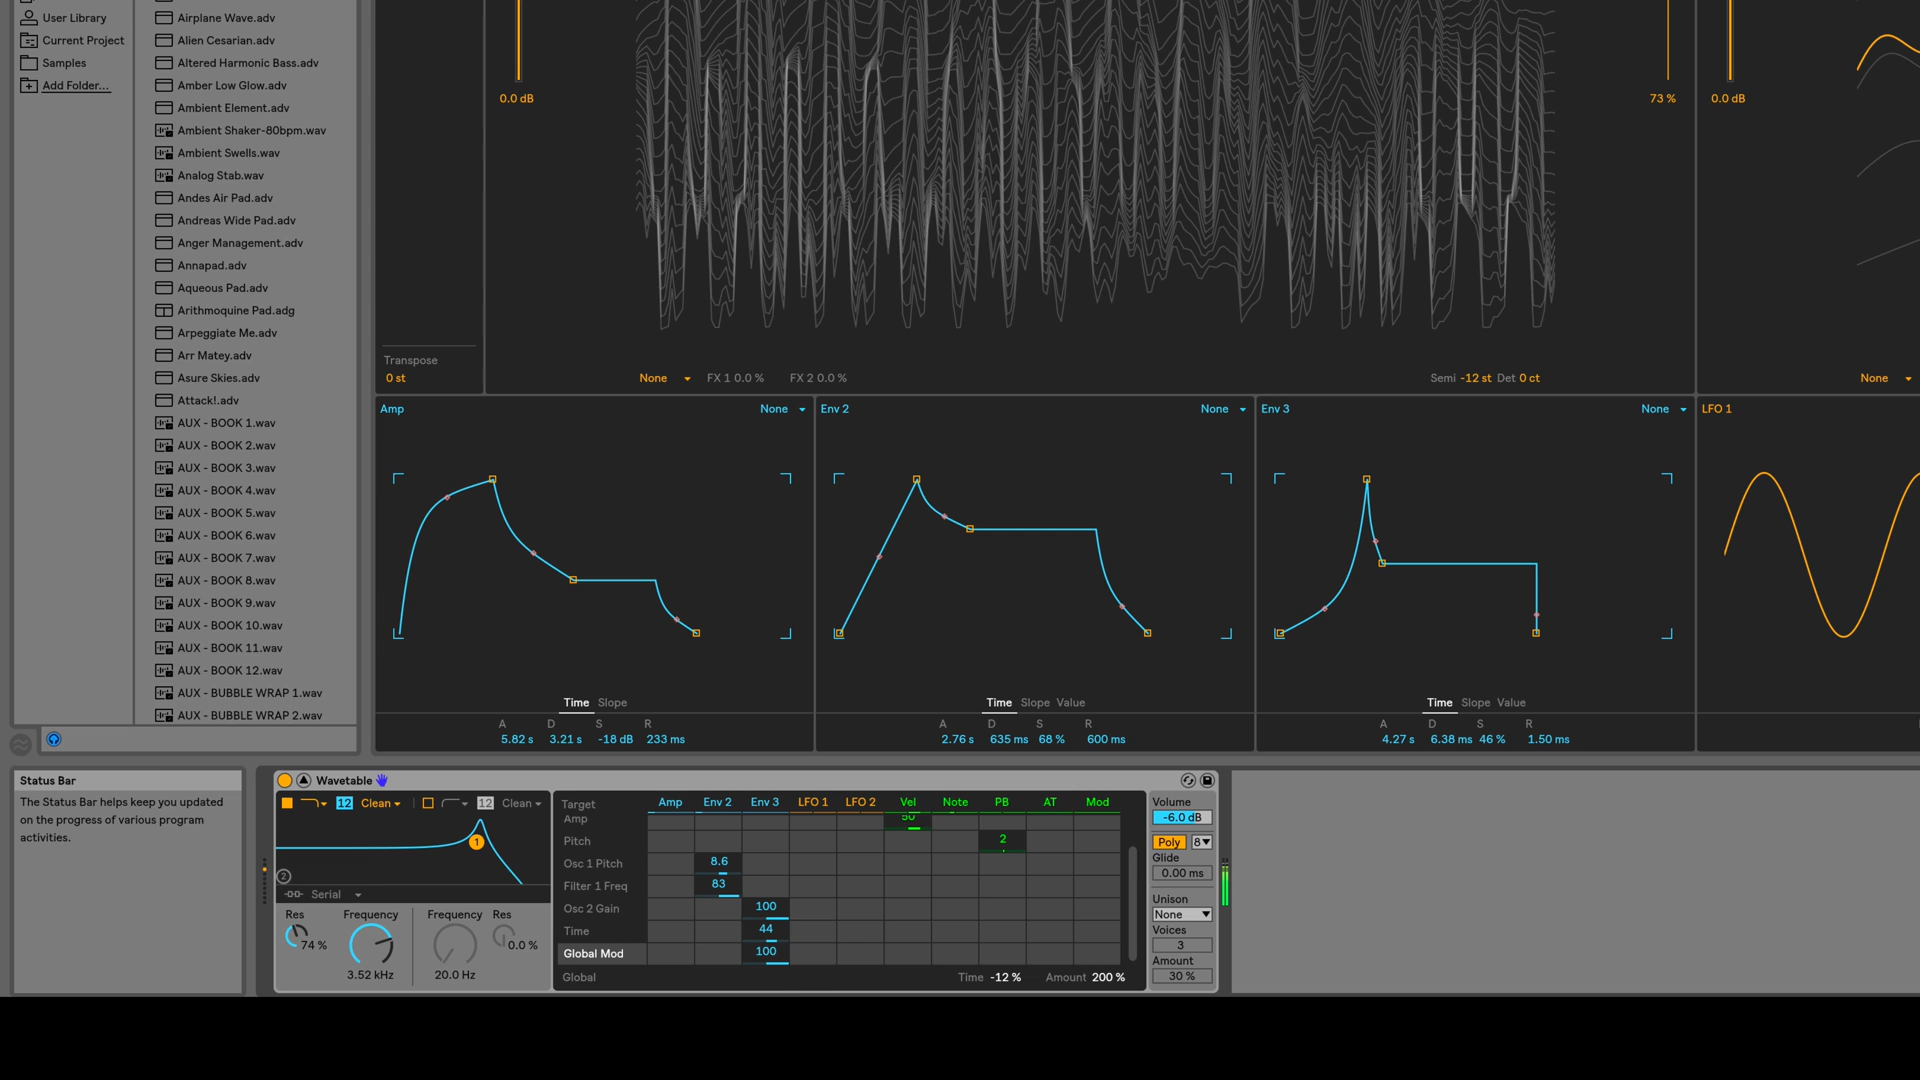 User Library
Current Project
Samples
Add Folder...
Airplane Wave.adv
Alien Cesarian.adv
Altered Harmonic Bass.adv
Amber Low Glow.adv
Ambient Element.adv
Ambient Shaker-80bpm.wav
Ambient Swells.wav
Analog Stab.wav
Andes Air Pad.adv
Andreas Wide Pad.adv
Anger Management.adv
Annapad.adv
Aqueous Pad.adv
Arithmoquine Pad.adg
Arpeggiate Me.adv
Arr Matey.adv
Asure Skies.adv
Attack!.adv
AUX - BOOK 1.wav
AUX - BOOK 2.wav
AUX - BOOK 3.wav
AUX - BOOK 4.wav
AUX - BOOK 5.wav
AUX - BOOK 6.wav
AUX - BOOK 7.wav
AUX - BOOK 8.wav
AUX - BOOK 9.wav
AUX - BOOK 10.wav
AUX - BOOK 11.wav
AUX - BOOK 12.wav
AUX - BUBBLE WRAP 1.wav
AUX - BUBBLE WRAP 2.wav
0.0 dB
73 %
0.0 dB
Transpose
0 st
None FX 1 0.0 % FX 2 0.0 %
Semi -12 st Det 0 ct
None
Amp None
Time Slope
A D S R
5.82 s 3.21 s -18 dB 233 ms
Env 2 None
Time Slope Value
A D S R
2.76 s 635 ms 68 % 600 ms
Env 3 None
Time Slope Value
A D S R
4.27 s 6.38 ms 46 % 1.50 ms
LFO 1
Status Bar
The Status Bar helps keep you updated
on the progress of various program
activities.
Wavetable
12 Clean 12 Clean
1
2
Serial
Res Frequency Frequency Res
74 % 0.0 %
3.52 kHz 20.0 Hz
Target Amp Env 2 Env 3 LFO 1 LFO 2 Vel Note PB AT Mod
Amp 50
Pitch 2
Osc 1 Pitch 8.6
Filter 1 Freq 83
Osc 2 Gain 100
Time 44
Global Mod 100
Global Time -12 % Amount 200 %
Volume
-6.0 dB
Poly 8
Glide
0.00 ms
Unison
None
Voices
3
Amount
30 %